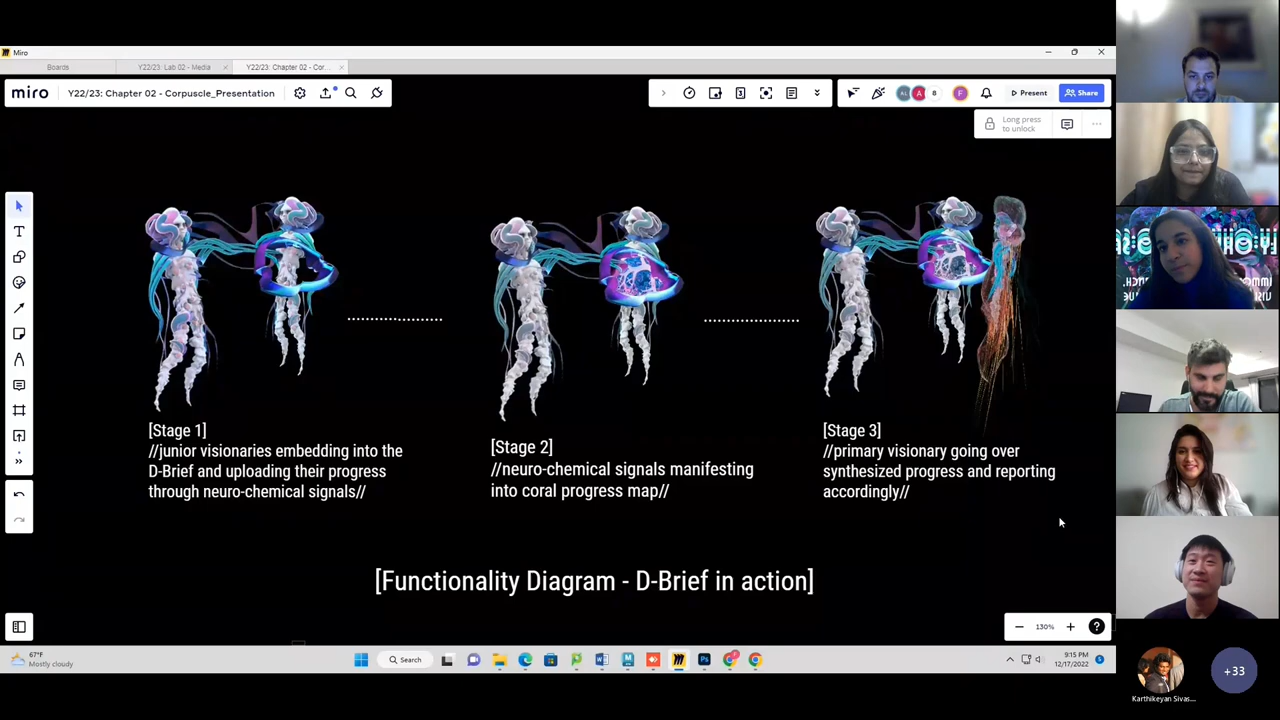 Miro
Boards
Y22/23: Lab 02 - Media
Y22/23: Chapter 02 - Cor...
miro
Y22/23: Chapter 02 - Corpuscle_Presentation
3
AL
A
8
F
Present
Share
Long press
to unlock
T
[Stage 1]
//junior visionaries embedding into the
D-Brief and uploading their progress
through neuro-chemical signals//
[Stage 2]
//neuro-chemical signals manifesting
into coral progress map//
[Stage 3]
//primary visionary going over
synthesized progress and reporting
accordingly//
[Functionality Diagram - D-Brief in action]
130%
?
67°F
Mostly cloudy
Search
9:15 PM
12/17/2022
5
Karthikeyan Sivas...
+33